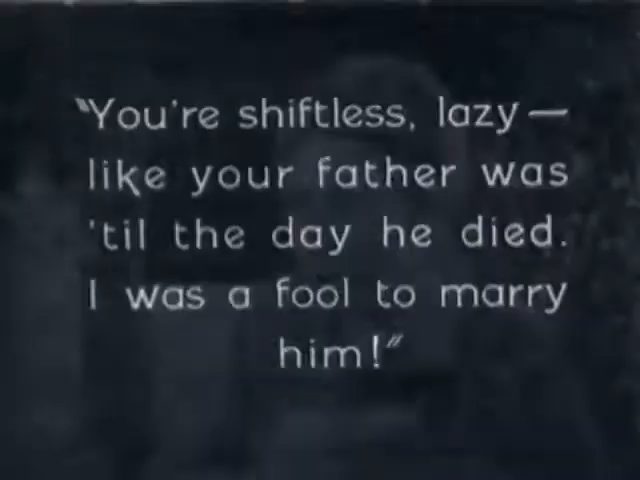 "You're shiftless, lazy—
like your father was
'til the day he died.
I was a fool to marry
him!"